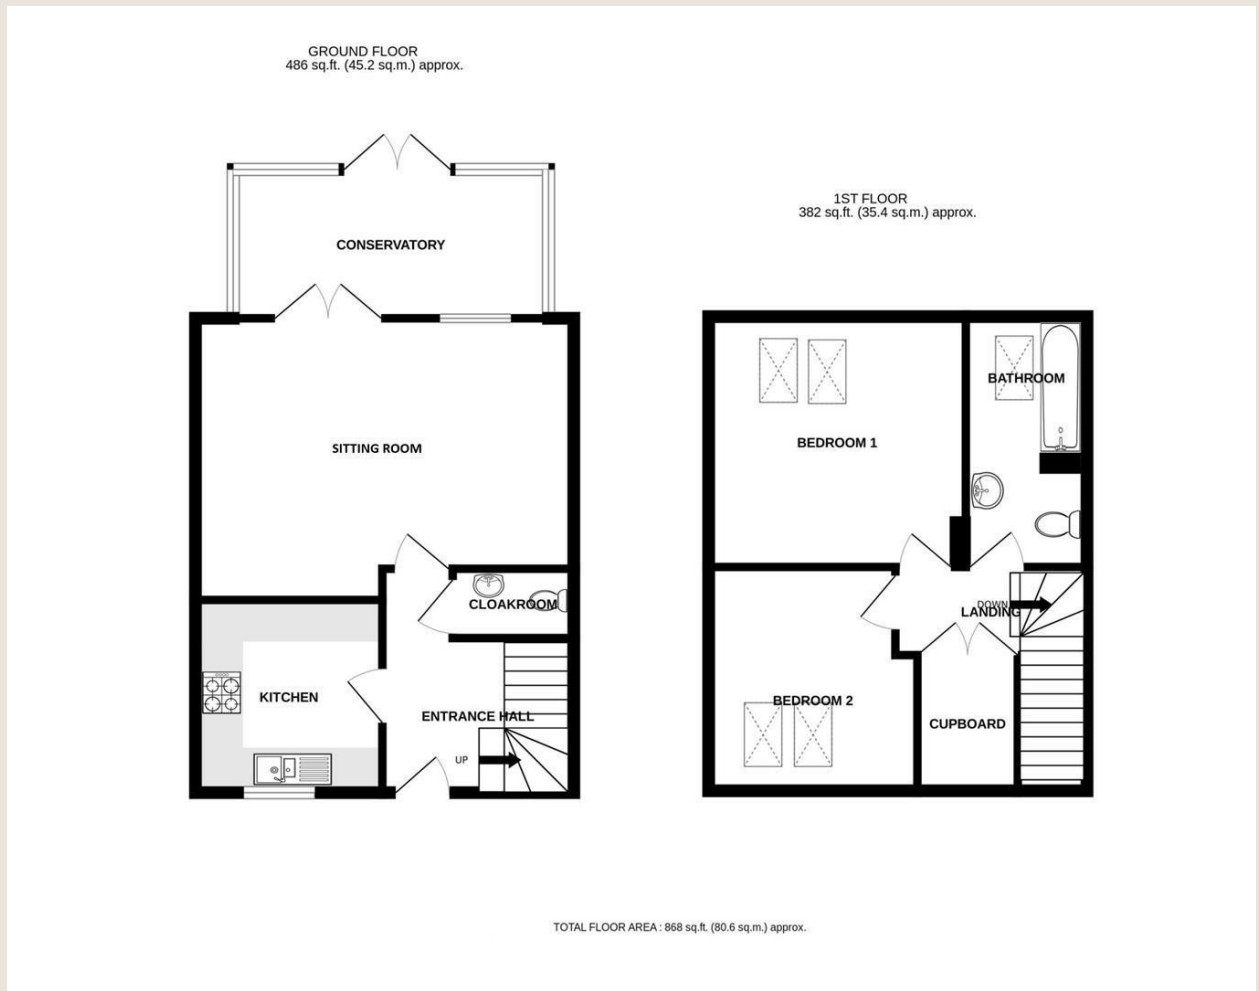 GROUND FLOOR
486 sq.ft. (45.2 sq.m.) approx.
CONSERVATORY
SITTING ROOM
CLOAKROOM
KITCHEN
ENTRANCE HALL
UP
1ST FLOOR
382 sq.ft. (35.4 sq.m.) approx.
BATHROOM
BEDROOM 1
DOWN
LANDING
BEDROOM 2
CUPBOARD
TOTAL FLOOR AREA : 868 sq.ft. (80.6 sq.m.) approx.